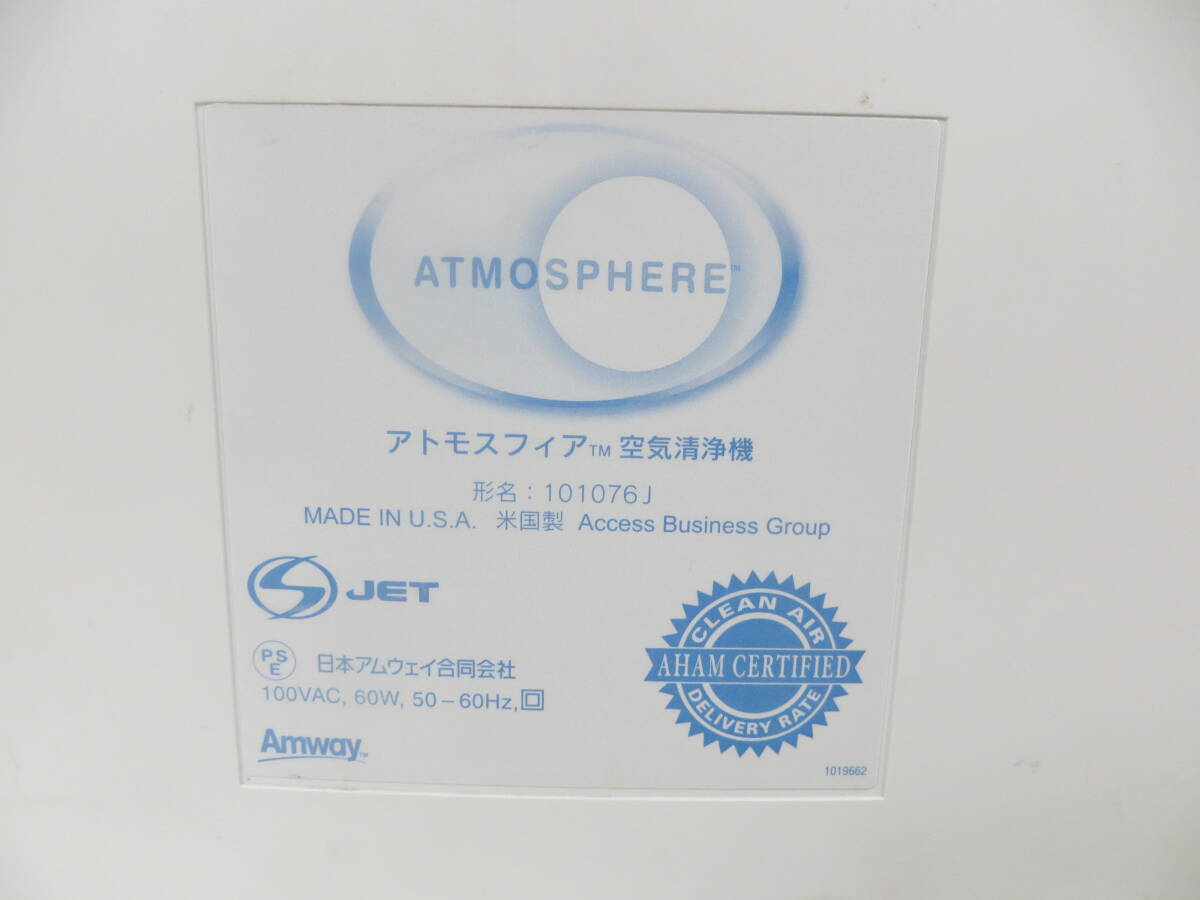 ATMOSPHERE™
アトモスフィア™ 空気清浄機
形名：101076J
MADE IN U.S.A. 米国製 Access Business Group
JET
PSE 日本アムウェイ合同会社
100VAC, 60W, 50－60Hz,
Amway™
CLEAN AIR
AHAM CERTIFIED
DELIVERY RATE
1019662